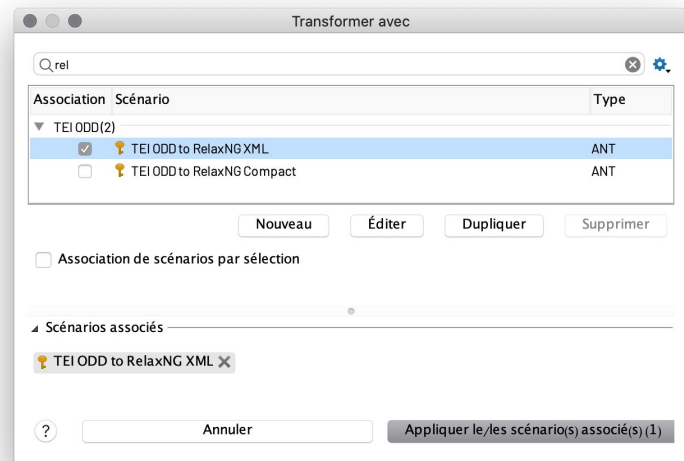 Transformer avec
rel
Association Scénario Type
TEI ODD (2)
TEI ODD to RelaxNG XML ANT
TEI ODD to RelaxNG Compact ANT
Nouveau Éditer Dupliquer Supprimer
Association de scénarios par sélection
Scénarios associés
TEI ODD to RelaxNG XML
? Annuler Appliquer le/les scénario(s) associé(s) (1)